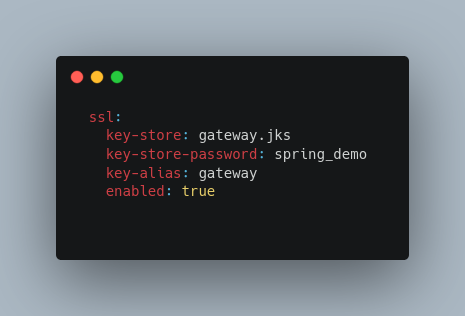 ssl:
  key-store: gateway.jks
  key-store-password: spring_demo
  key-alias: gateway
  enabled: true